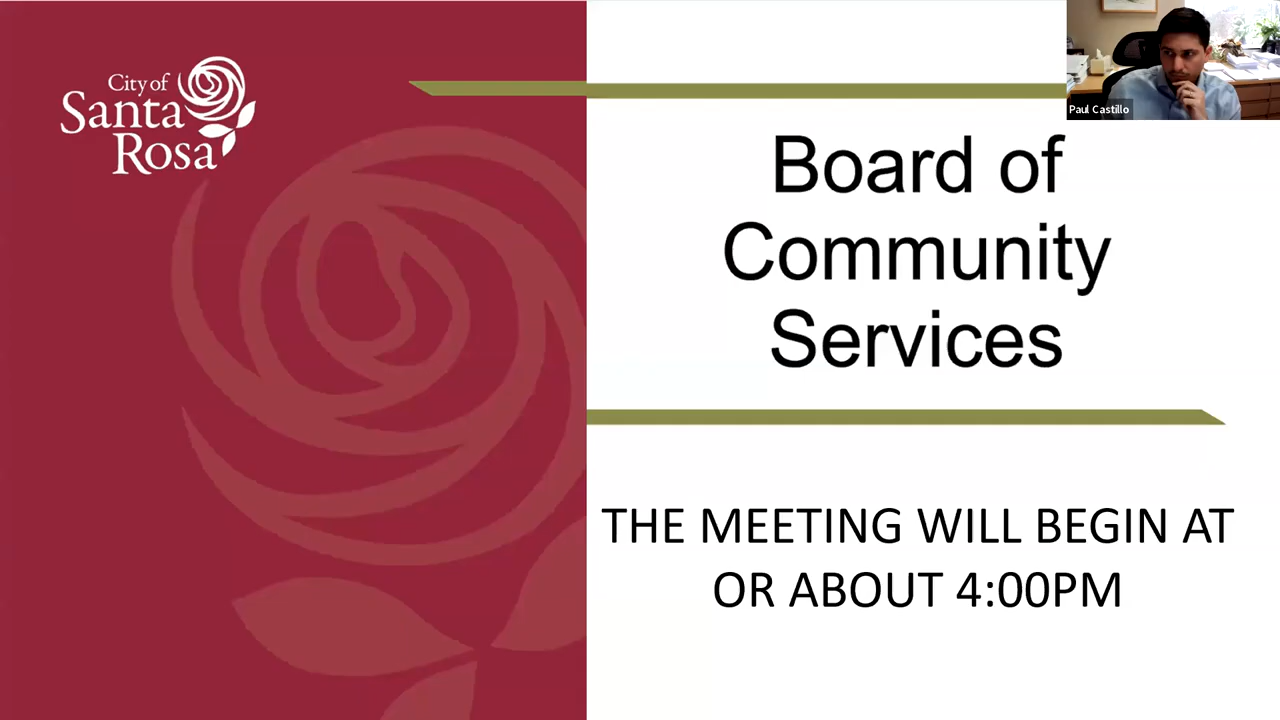 City of
Santa
Rosa
Paul Castillo
Board of
Community
Services
THE MEETING WILL BEGIN AT
OR ABOUT 4:00PM